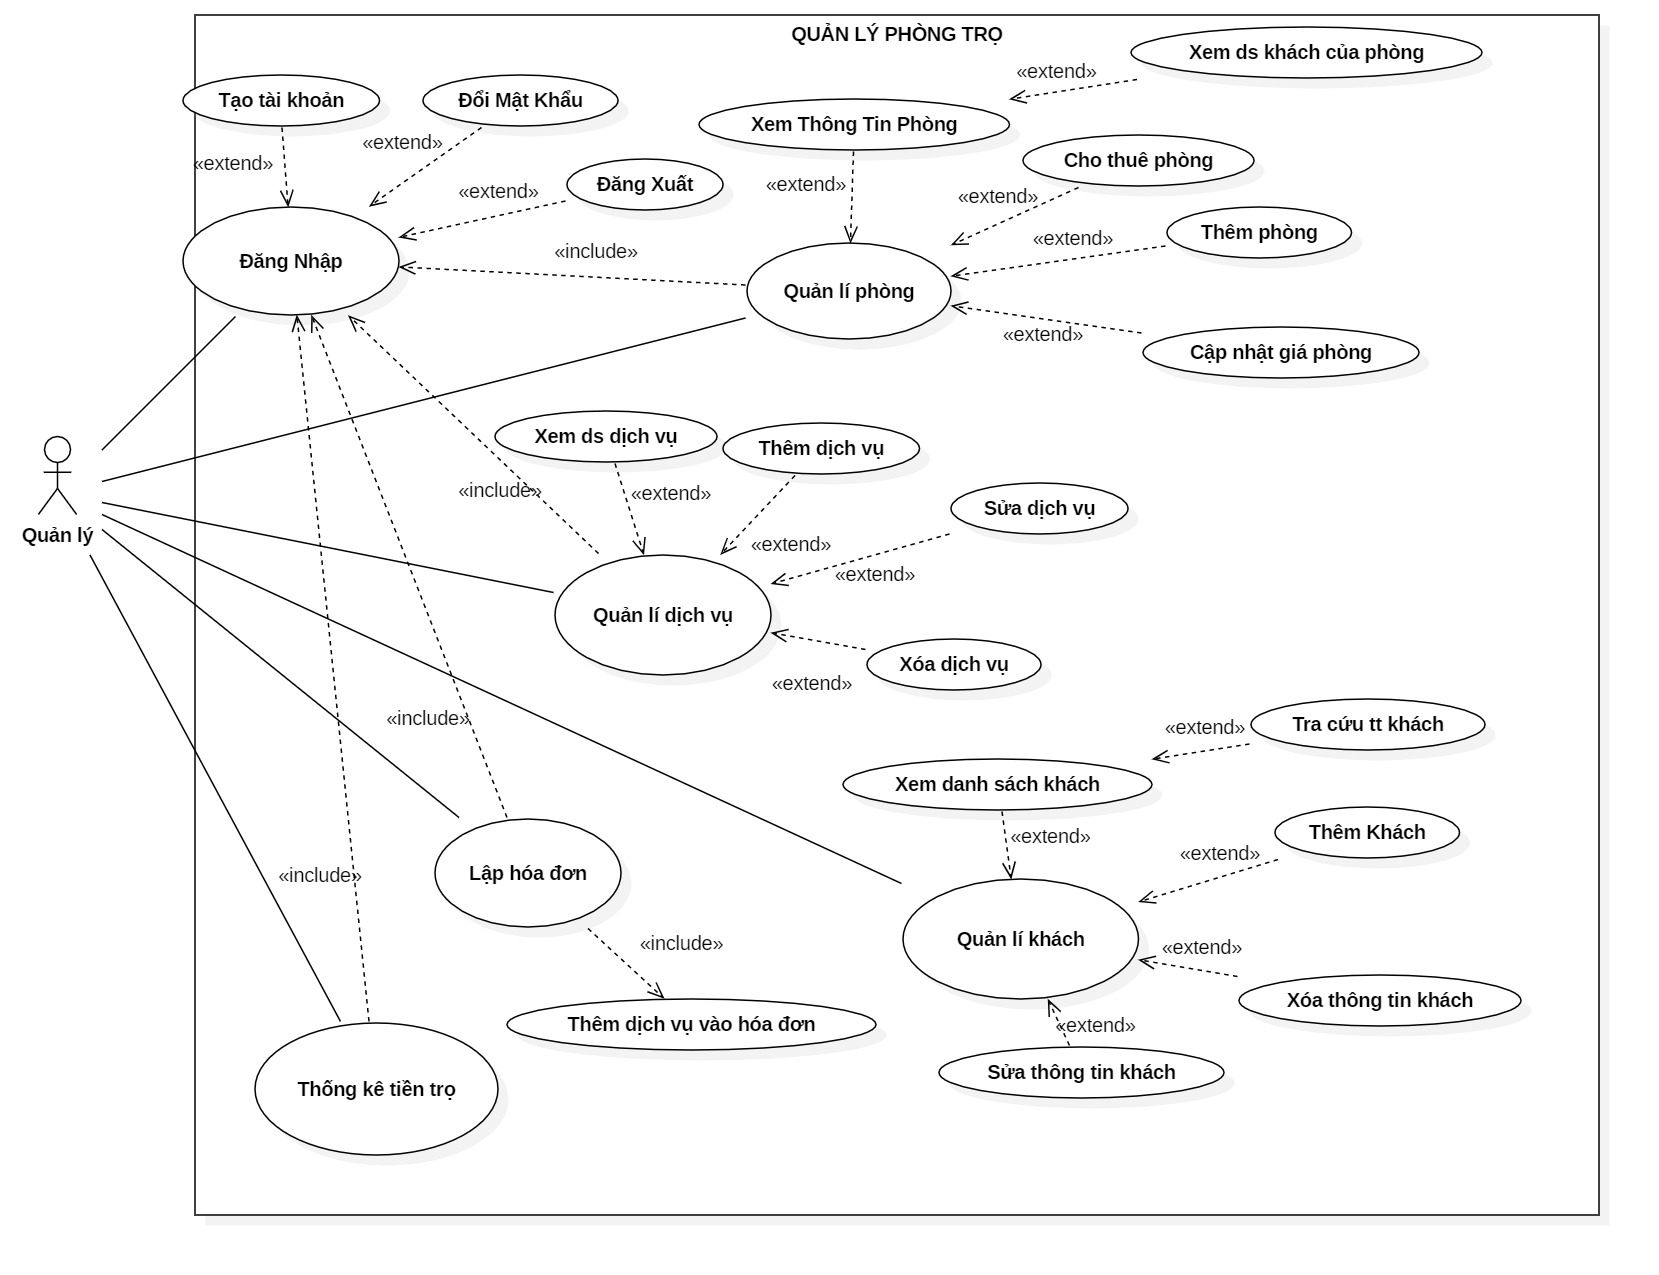 QUẢN LÝ PHÒNG TRỌ
Xem ds khách của phòng
«extend»
Tạo tài khoản
Đổi Mật Khẩu
Xem Thông Tin Phòng
«extend»
«extend»
Cho thuê phòng
Đăng Xuất
«extend»
«extend»
«extend»
Thêm phòng
«extend»
«include»
Đăng Nhập
Quản lí phòng
«extend»
Cập nhật giá phòng
Xem ds dịch vụ
Thêm dịch vụ
«include»
«extend»
Sửa dịch vụ
Quản lý
«extend»
«extend»
Quản lí dịch vụ
Xóa dịch vụ
«extend»
«include»
«extend»
Tra cứu tt khách
Xem danh sách khách
«extend»
Thêm Khách
«extend»
«include»
Lập hóa đơn
«include»
Quản lí khách
«extend»
Xóa thông tin khách
Thêm dịch vụ vào hóa đơn
«extend»
Sửa thông tin khách
Thống kê tiền trọ